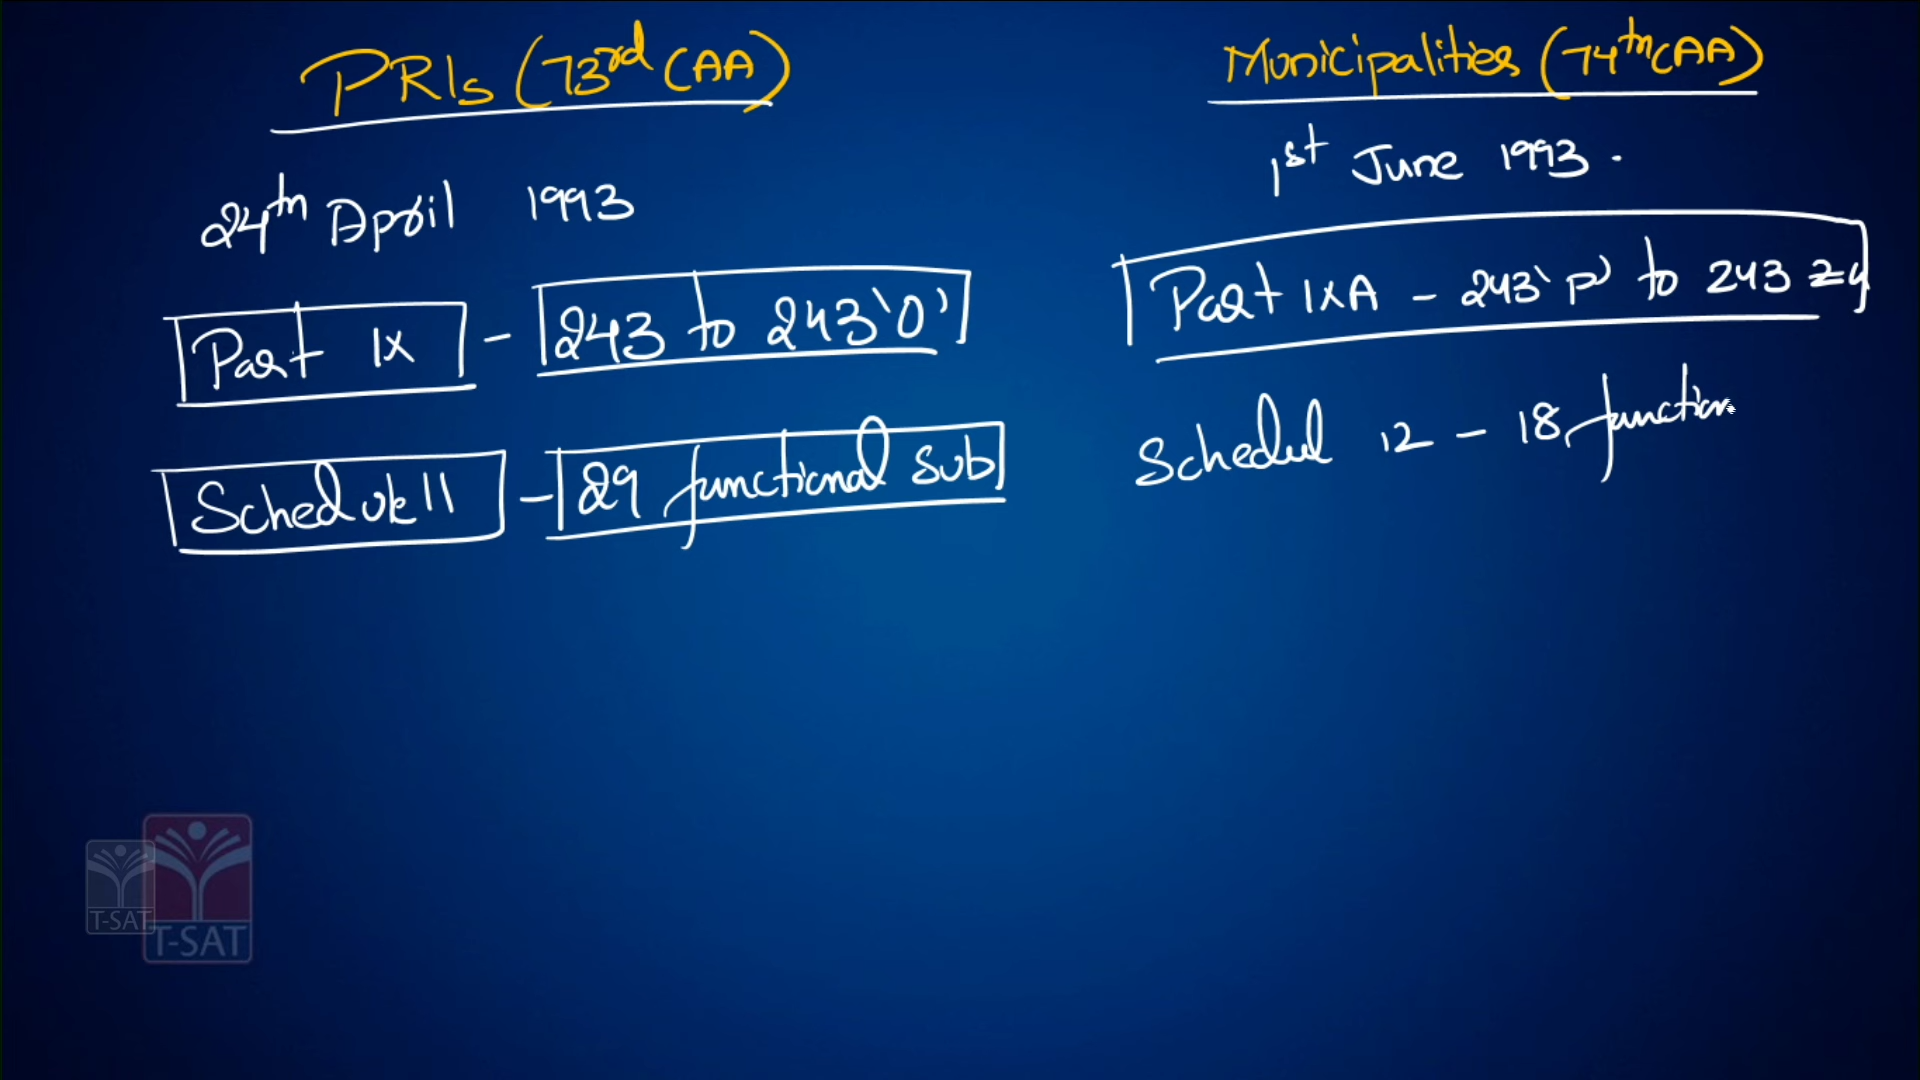 PRIs (73rd CAA)
24th April 1993
Part IX - 243 to 243'O'
Schedule 11 - 29 functional sub
Municipalities (74th CAA)
1st June 1993.
Part IXA - 243'P' to 243 ZG
Schedul 12 - 18 function
T-SAT
T-SAT